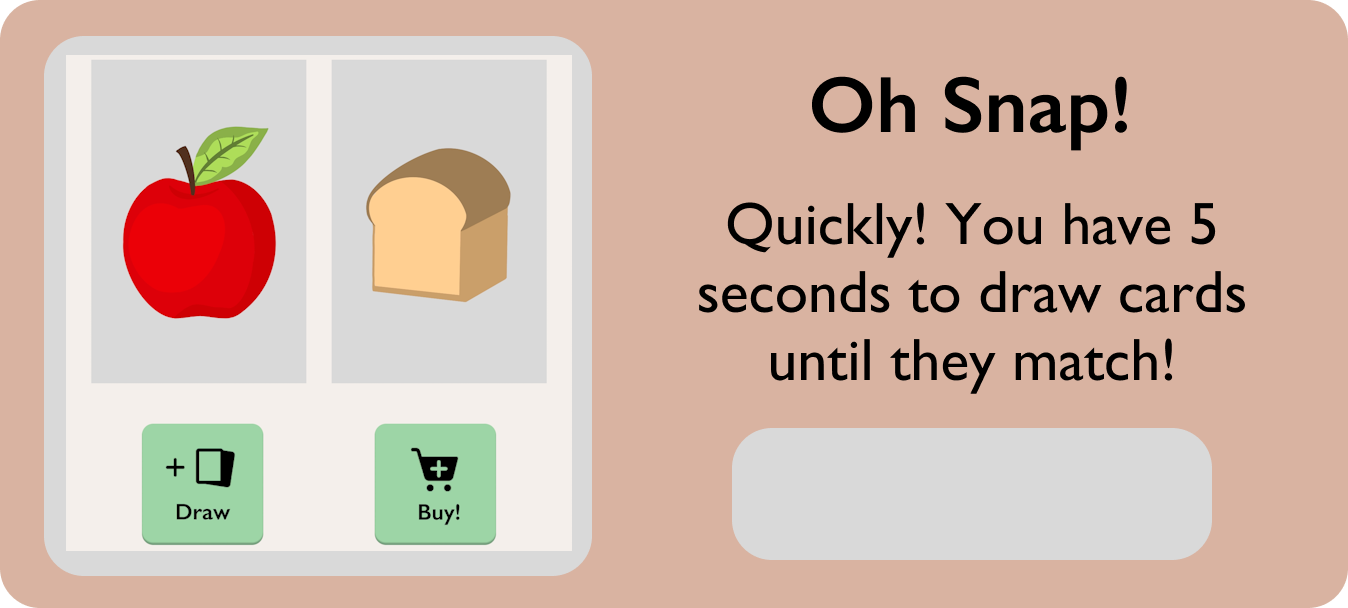 Oh Snap!
Quickly! You have 5
seconds to draw cards
until they match!
+
Draw
Buy!